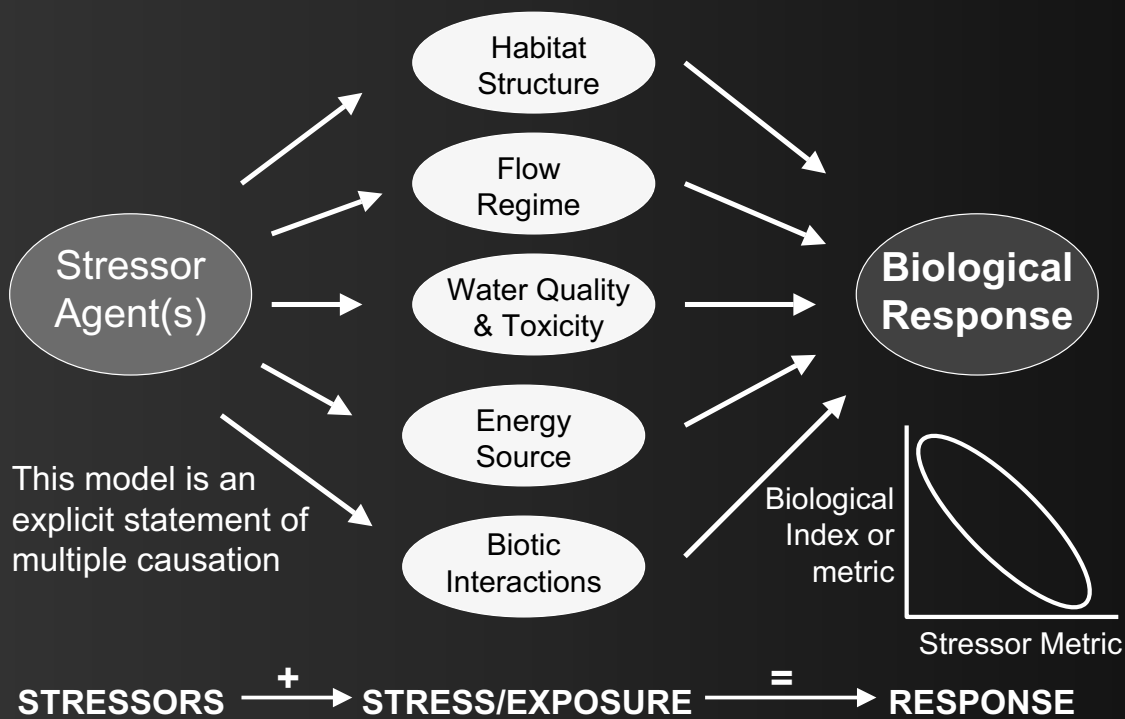 Habitat
Structure
Flow
Regime
Stressor
Agent(s)
Water Quality
& Toxicity
Biological
Response
Energy
Source
This model is an
explicit statement of
multiple causation
Biotic
Interactions
Biological
Index or
metric
Stressor Metric
STRESSORS + STRESS/EXPOSURE = RESPONSE